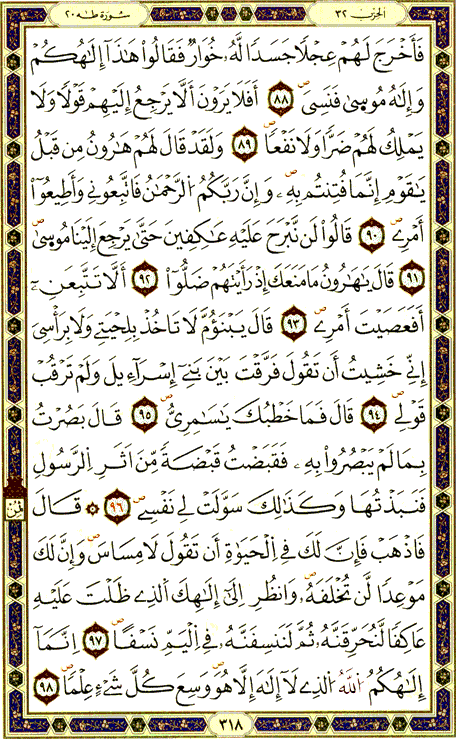 الحزب ٣٢ سورة طه ٢٠
فَأَخْرَجَ لَهُمْ عِجْلًا جَسَدًا لَّهُۥ خُوَارٌ فَقَالُوا۟ هَٰذَآ إِلَٰهُكُمْ
وَإِلَٰهُ مُوسَىٰ فَنَسِىَ ٨٨ أَفَلَا يَرَوْنَ أَلَّا يَرْجِعُ إِلَيْهِمْ قَوْلًا وَلَا
يَمْلِكُ لَهُمْ ضَرًّا وَلَا نَفْعًا ٨٩ وَلَقَدْ قَالَ لَهُمْ هَٰرُونُ مِن قَبْلُ
يَٰقَوْمِ إِنَّمَا فُتِنتُم بِهِۦ وَإِنَّ رَبَّكُمُ ٱلرَّحْمَٰنُ فَٱتَّبِعُونِى وَأَطِيعُوٓا۟
أَمْرِى ٩٠ قَالُوا۟ لَن نَّبْرَحَ عَلَيْهِ عَٰكِفِينَ حَتَّىٰ يَرْجِعَ إِلَيْنَا مُوسَىٰ
٩١ قَالَ يَٰهَٰرُونُ مَا مَنَعَكَ إِذْ رَأَيْتَهُمْ ضَلُّوٓا۟ ٩٢ أَلَّا تَتَّبِعَنِۦ
أَفَعَصَيْتَ أَمْرِى ٩٣ قَالَ يَبْنَؤُمَّ لَا تَأْخُذْ بِلِحْيَتِى وَلَا بِرَأْسِىٓ
إِنِّى خَشِيتُ أَن تَقُولَ فَرَّقْتَ بَيْنَ بَنِىٓ إِسْرَآءِيلَ وَلَمْ تَرْقُبْ
قَوْلِى ٩٤ قَالَ فَمَا خَطْبُكَ يَٰسَٰمِرِىُّ ٩٥ قَالَ بَصُرْتُ
بِمَا لَمْ يَبْصُرُوا۟ بِهِۦ فَقَبَضْتُ قَبْضَةً مِّنْ أَثَرِ ٱلرَّسُولِ
فَنَبَذْتُهَا وَكَذَٰلِكَ سَوَّلَتْ لِى نَفْسِى ٩٦ ۞ قَالَ
فَٱذْهَبْ فَإِنَّ لَكَ فِى ٱلْحَيَوٰةِ أَن تَقُولَ لَا مِسَاسَ وَإِنَّ لَكَ
مَوْعِدًا لَّن تُخْلَفَهُۥ وَٱنظُرْ إِلَىٰٓ إِلَٰهِكَ ٱلَّذِى ظَلْتَ عَلَيْهِ
عَاكِفًا لَّنُحَرِّقَنَّهُۥ ثُمَّ لَنَنسِفَنَّهُۥ فِى ٱلْيَمِّ نَسْفًا ٩٧ إِنَّمَآ
إِلَٰهُكُمُ ٱللَّهُ ٱلَّذِى لَآ إِلَٰهَ إِلَّا هُوَ وَسِعَ كُلَّ شَىْءٍ عِلْمًا ٩٨
٣١٨